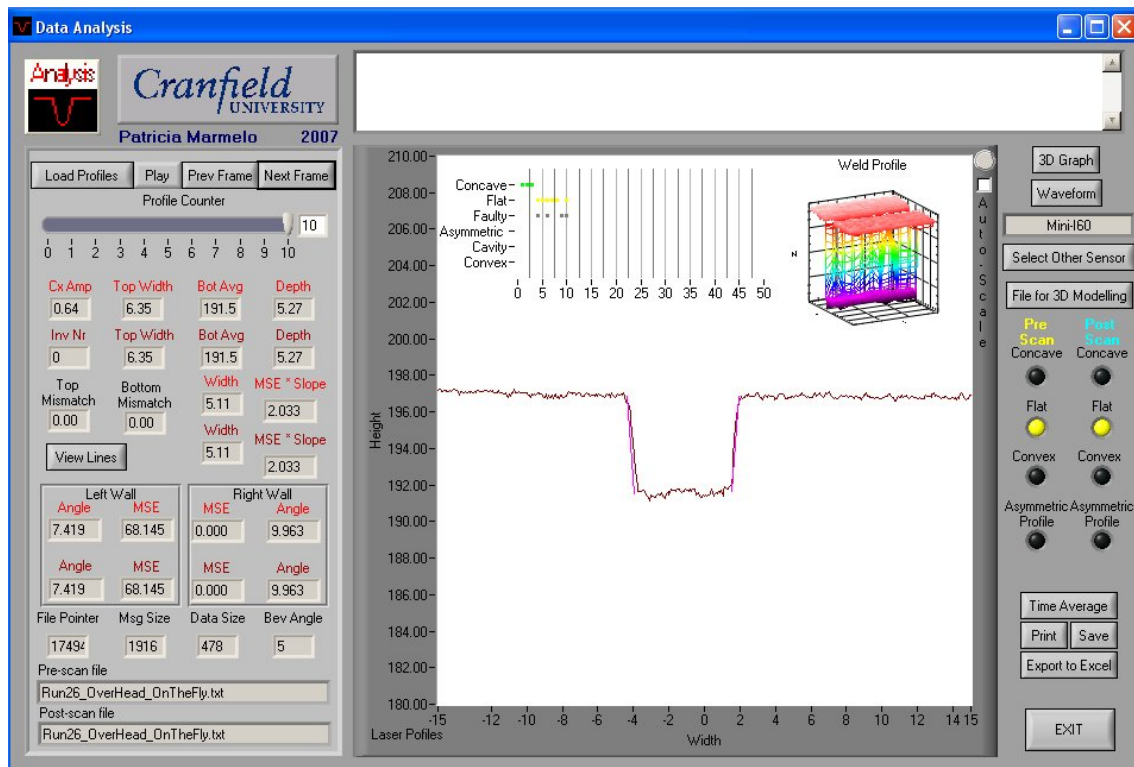 Data Analysis
Analysis
Cranfield
UNIVERSITY
Patricia Marmelo 2007
Load Profiles Play Prev Frame Next Frame
Profile Counter
10
0 1 2 3 4 5 6 7 8 9 10
Cx Amp Top Width Bot Avg Depth
0.64 6.35 191.5 5.27
Inv Nr Top Width Bot Avg Depth
0 6.35 191.5 5.27
Top Mismatch Bottom Mismatch Width MSE * Slope
0.00 0.00 5.11 2.033
Width MSE * Slope
5.11 2.033
View Lines
Left Wall Right Wall
Angle MSE MSE Angle
7.419 68.145 0.000 9.963
Angle MSE MSE Angle
7.419 68.145 0.000 9.963
File Pointer Msg Size Data Size Bev Angle
17494 1916 478 5
Pre-scan file
Run26_OverHead_OnTheFly.txt
Post-scan file
Run26_OverHead_OnTheFly.txt
210.00
208.00
206.00
204.00
202.00
200.00
198.00
196.00
194.00
192.00
190.00
188.00
186.00
184.00
182.00
180.00
Height
Concave
Flat
Faulty
Asymmetric
Cavity
Convex
0 5 10 15 20 25 30 35 40 45 50
Weld Profile
Z
Auto-Scale
-15 -12 -10 -8 -6 -4 -2 0 2 4 6 8 10 12 14 15
Laser Pofiles
Width
3D Graph
Waveform
Mini-I60
Select Other Sensor
File for 3D Modelling
Pre Scan Post Scan
Concave Concave
Flat Flat
Convex Convex
Asymmetric Profile Asymmetric Profile
Time Average
Print Save
Export to Excel
EXIT